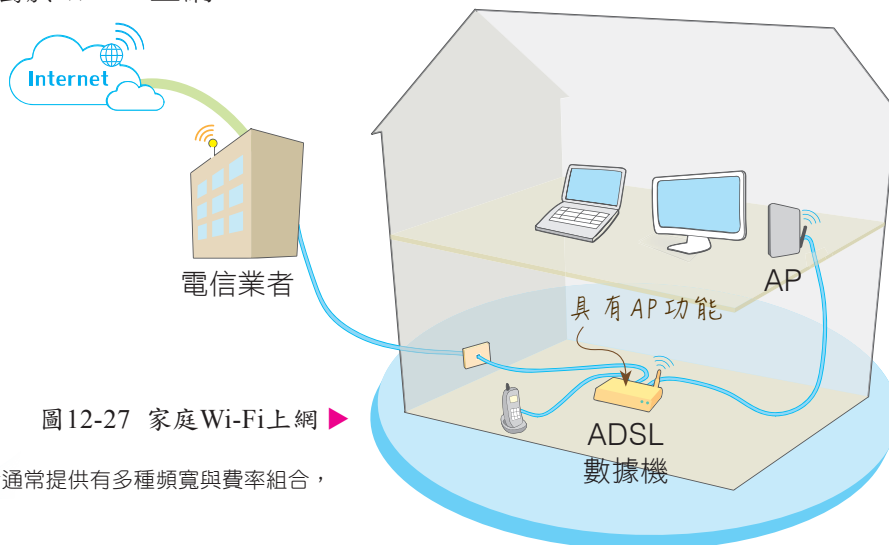 Internet
電信業者
AP
具有AP功能
ADSL
數據機
圖12-27 家庭Wi-Fi上網▶
通常提供有多種頻寬與費率組合，